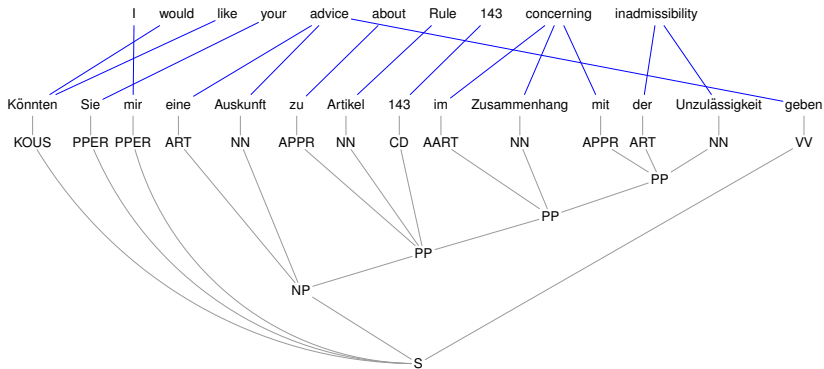 I would like your advice about Rule 143 concerning inadmissibility
Könnten Sie mir eine Auskunft zu Artikel 143 im Zusammenhang mit der Unzulässigkeit geben
KOUS PPER PPER ART NN APPR NN CD AART NN APPR ART NN VV
PP
PP
PP
NP
S